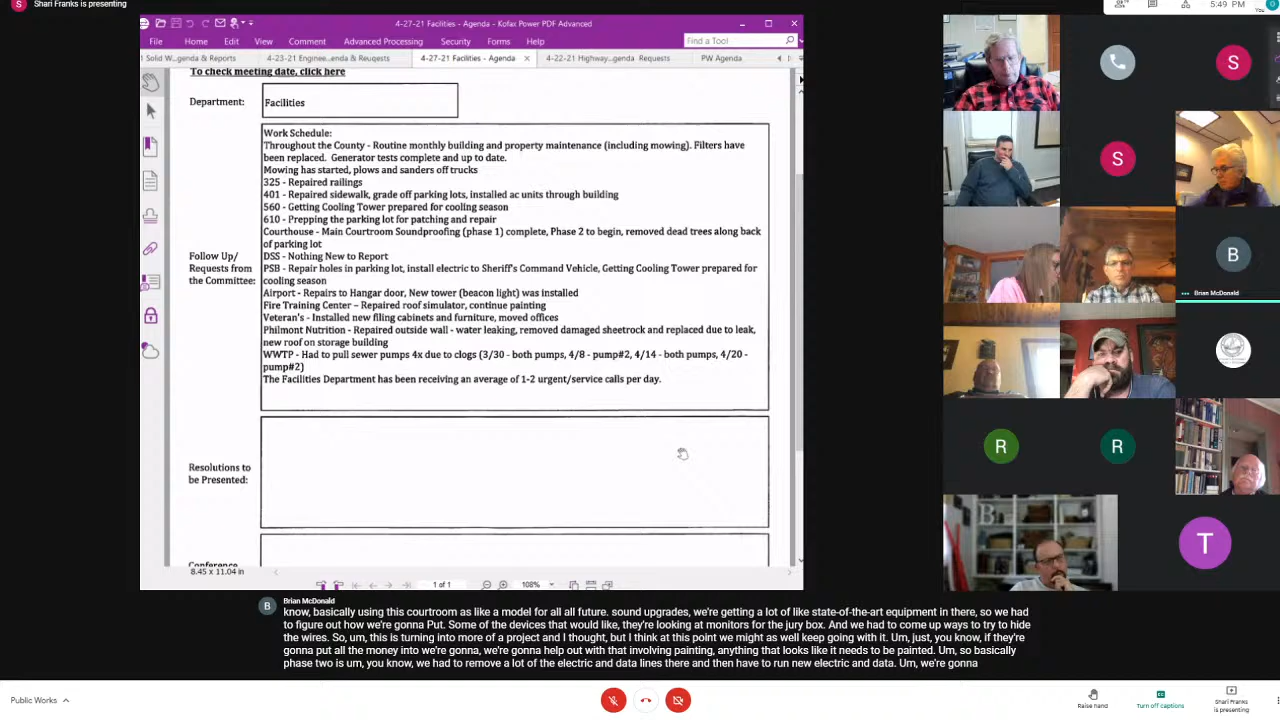 S
Shari Franks is presenting
5:49 PM
You
4-27-21 Facilities - Agenda - Kofax Power PDF Advanced
File Home Edit View Comment Advanced Processing Security Forms Help
Find a Tool
1 Solid W...genda & Reports
4-23-21 Enginee...enda & Reuqests
4-27-21 Facilities - Agenda
4-22-21 Highway...genda Requests
PW Agenda
To check meeting date, click here
Department:
Facilities
Work Schedule:
Throughout the County - Routine monthly building and property maintenance (including mowing). Filters have
been replaced. Generator tests complete and up to date.
Mowing has started, plows and sanders off trucks
325 - Repaired railings
401 - Repaired sidewalk, grade off parking lots, installed ac units through building
560 - Getting Cooling Tower prepared for cooling season
610 - Prepping the parking lot for patching and repair
Courthouse - Main Courtroom Soundproofing (phase 1) complete, Phase 2 to begin, removed dead trees along back
of parking lot
Follow Up/
Requests from
the Committee:
DSS - Nothing New to Report
PSB - Repair holes in parking lot, install electric to Sheriff's Command Vehicle, Getting Cooling Tower prepared for
cooling season
Airport - Repairs to Hangar door, New tower (beacon light) was installed
Fire Training Center – Repaired roof simulator, continue painting
Veteran's - Installed new filing cabinets and furniture, moved offices
Philmont Nutrition - Repaired outside wall - water leaking, removed damaged sheetrock and replaced due to leak,
new roof on storage building
WWTP - Had to pull sewer pumps 4x due to clogs (3/30 - both pumps, 4/8 - pump#2, 4/14 - both pumps, 4/20 -
pump#2)
The Facilities Department has been receiving an average of 1-2 urgent/service calls per day.
Resolutions to
be Presented:
Conference
8.45 x 11.04 in
1 of 1
108%
S
S
B
Brian McDonald
R
R
T
B
Brian McDonald
know, basically using this courtroom as like a model for all all future. sound upgrades, we're getting a lot of like state-of-the-art equipment in there, so we had
to figure out how we're gonna Put. Some of the devices that would like, they're looking at monitors for the jury box. And we had to come up ways to try to hide
the wires. So, um, this is turning into more of a project and I thought, but I think at this point we might as well keep going with it. Um, just, you know, if they're
gonna put all the money into we're gonna, we're gonna help out with that involving painting, anything that looks like it needs to be painted. Um, so basically
phase two is um, you know, we had to remove a lot of the electric and data lines there and then have to run new electric and data. Um, we're gonna
Public Works
Raise hand
Turn off captions
Shari Franks
is presenting